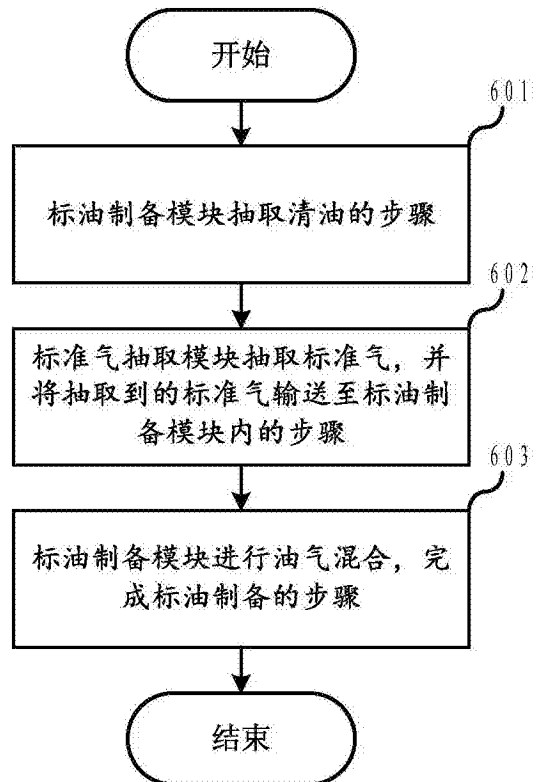 开始
601
标油制备模块抽取清油的步骤
602
标准气抽取模块抽取标准气，并
将抽取到的标准气输送至标油制
备模块内的步骤
603
标油制备模块进行油气混合，完
成标油制备的步骤
结束